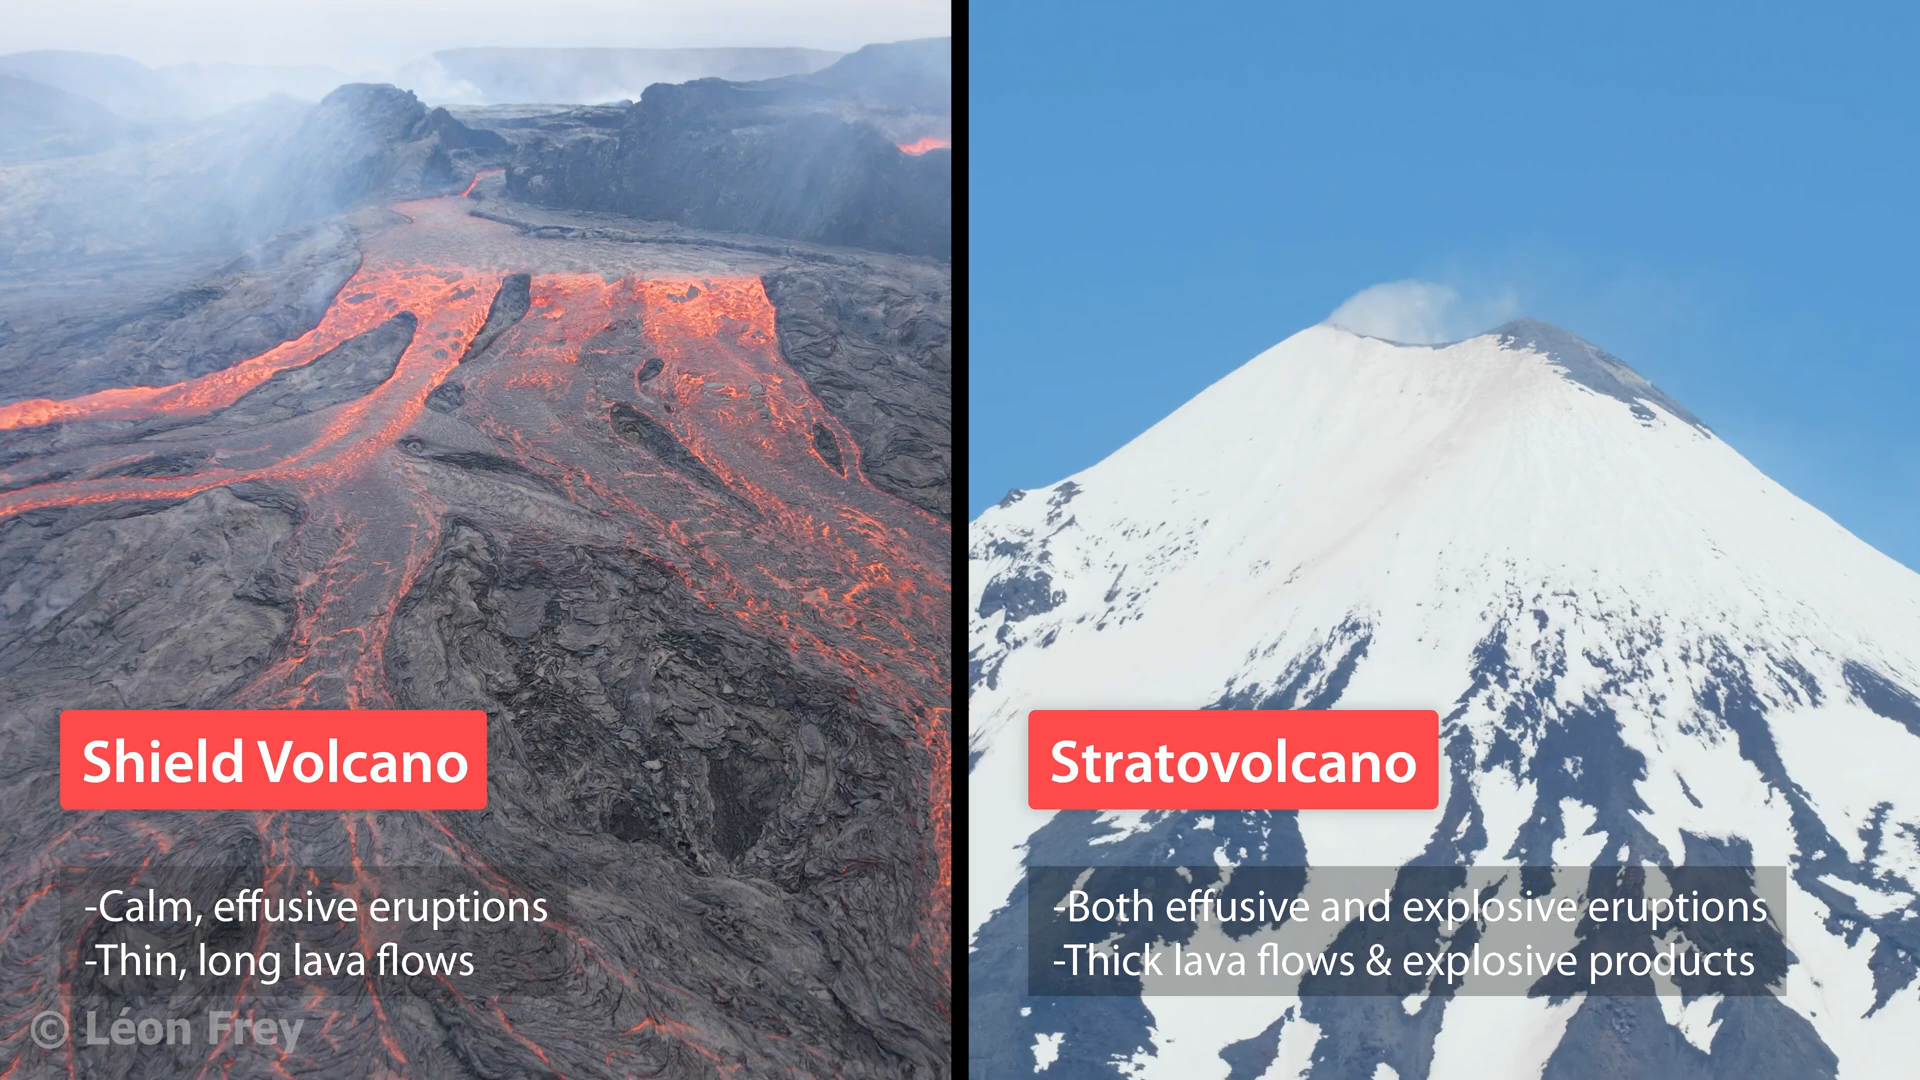 Shield Volcano
-Calm, effusive eruptions
-Thin, long lava flows
© Léon Frey
Stratovolcano
-Both effusive and explosive eruptions
-Thick lava flows & explosive products